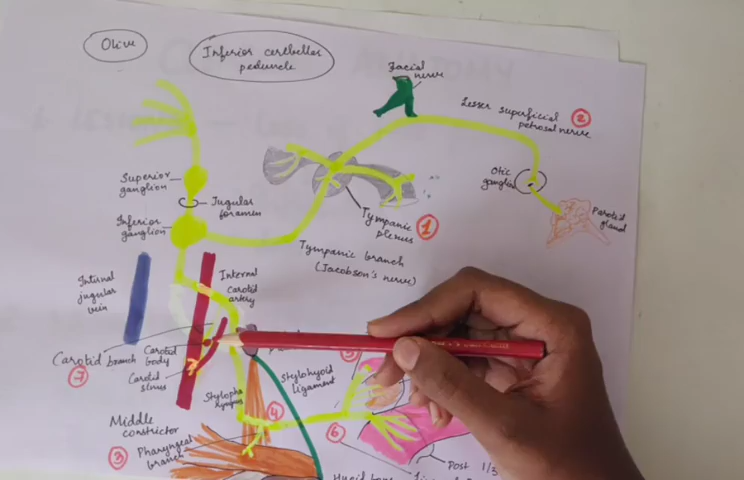 Olive
Inferior cerebellar
peduncle
Facial
nerve
Lesser superficial
petrosal nerve
2
Superior
ganglion
Jugular
foramen
Inferior
ganglion
Otic
ganglion
Parotid
gland
Tympanic
plexus
1
Tympanic branch
(Jacobson's nerve)
Internal
jugular
vein
Internal
carotid
artery
Carotid branch
7
Carotid
body
Carotid
sinus
Stylohyoid
ligament
4
6
Middle
constrictor
3
Pharyngeal
branch
Post 1/3